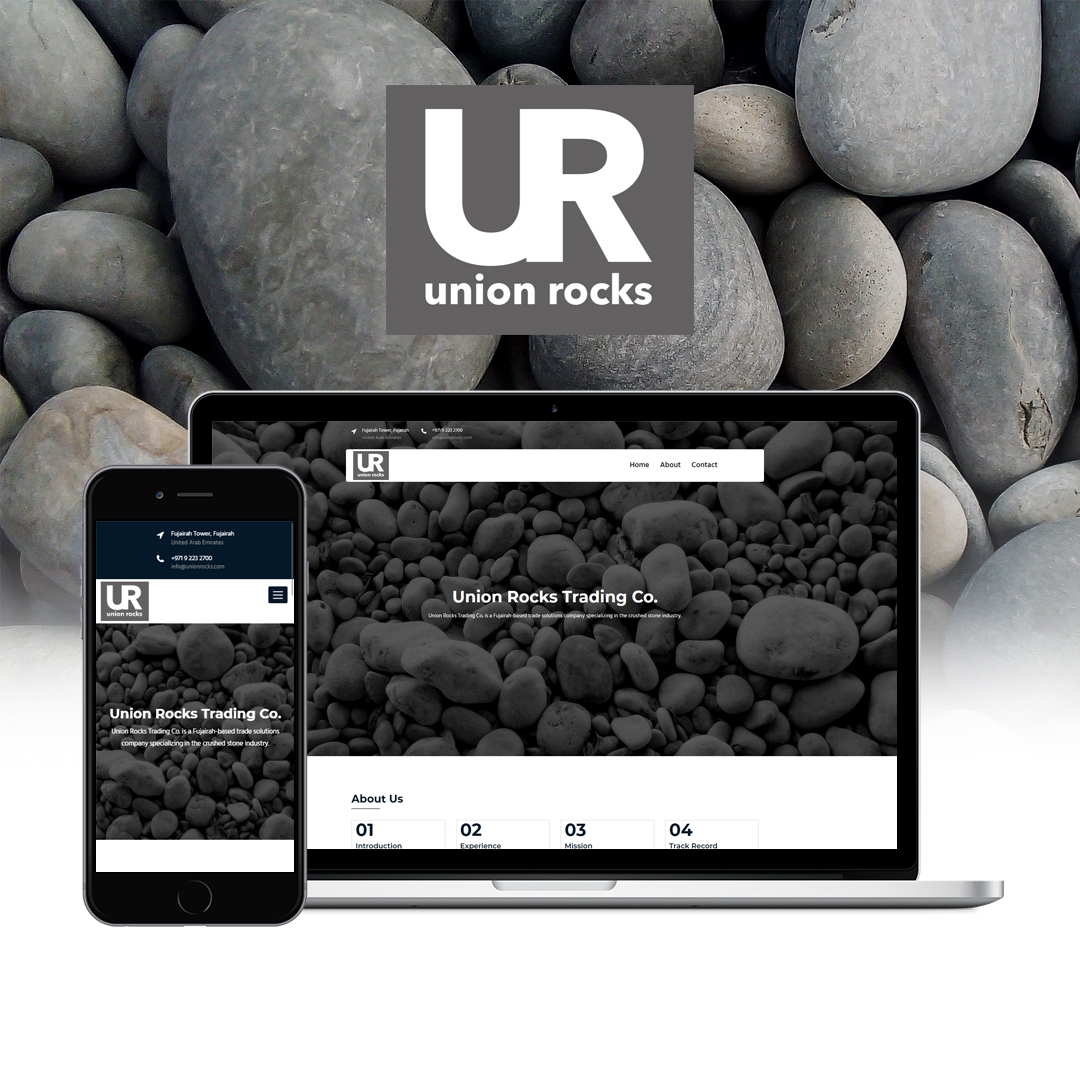 UR
union rocks
Fujairah Tower, Fujairah
United Arab Emirates
+971 9 223 2700
info@unionrocks.com
UR
union rocks
Home About Contact
Union Rocks Trading Co.
Union Rocks Trading Co. is a Fujairah-based trade solutions company specializing in the crushed stone industry.
About Us
01
Introduction
02
Experience
03
Mission
04
Track Record
Fujairah Tower, Fujairah
United Arab Emirates
+971 9 223 2700
info@unionrocks.com
UR
union rocks
Union Rocks Trading Co.
Union Rocks Trading Co. is a Fujairah-based trade solutions
company specializing in the crushed stone industry.